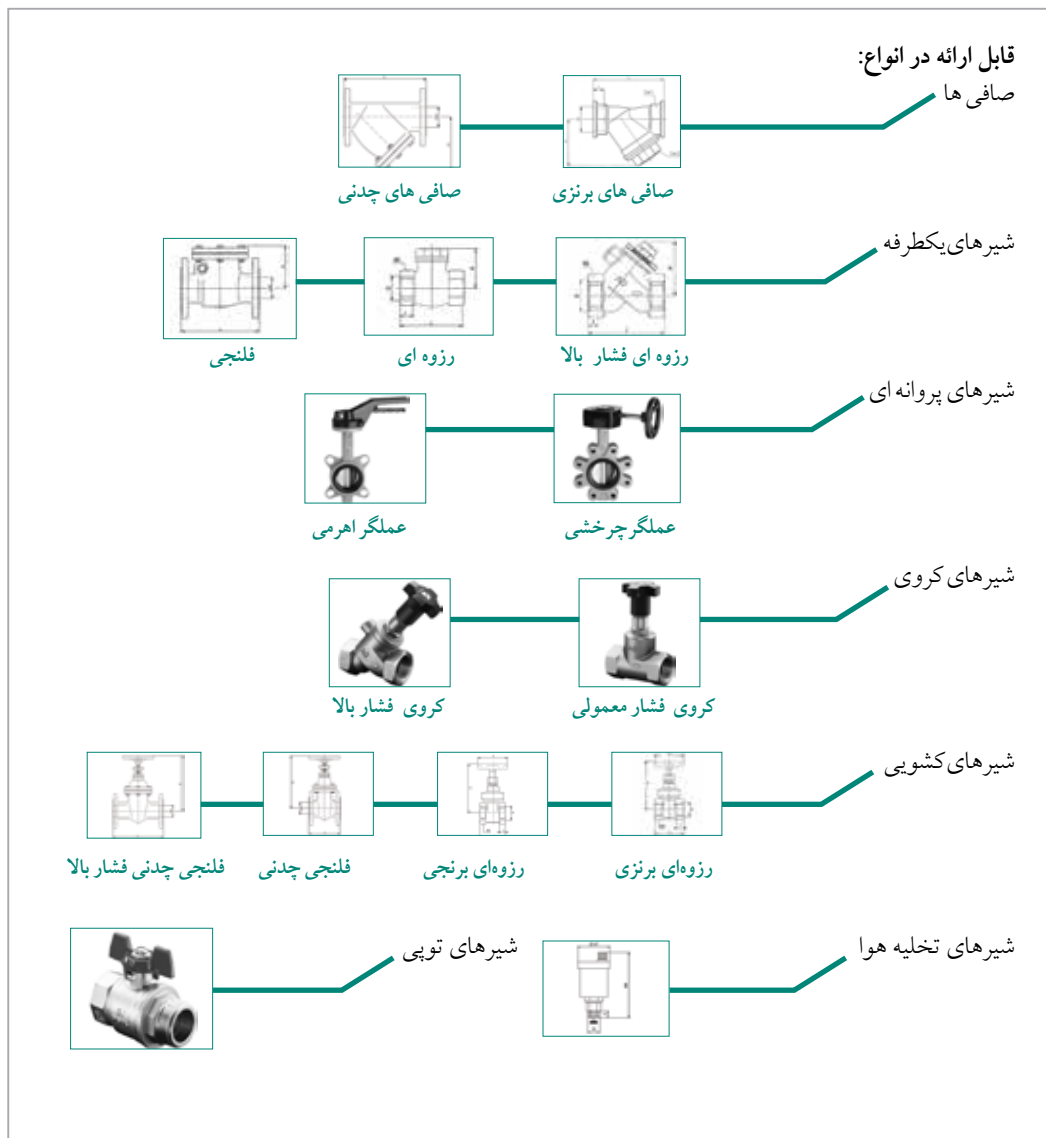 قابل ارائه در انواع:
صافی ها
صافی های برنزی
صافی های چدنی
شیرهای یکطرفه
رزوه ای فشار بالا
رزوه ای
فلنجی
شیرهای پروانه ای
عملگر چرخشی
عملگر اهرمی
شیرهای کروی
کروی فشار معمولی
کروی فشار بالا
شیرهای کشویی
رزوه‌ای برنزی
رزوه‌ای برنجی
فلنجی چدنی
فلنجی چدنی فشار بالا
شیرهای تخلیه هوا
شیرهای توپی